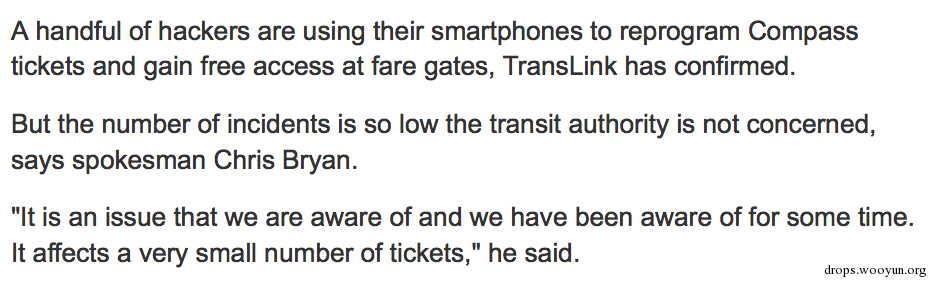 A handful of hackers are using their smartphones to reprogram Compass
tickets and gain free access at fare gates, TransLink has confirmed.
But the number of incidents is so low the transit authority is not concerned,
says spokesman Chris Bryan.
"It is an issue that we are aware of and we have been aware of for some time.
It affects a very small number of tickets," he said.
drops.wooyun.org